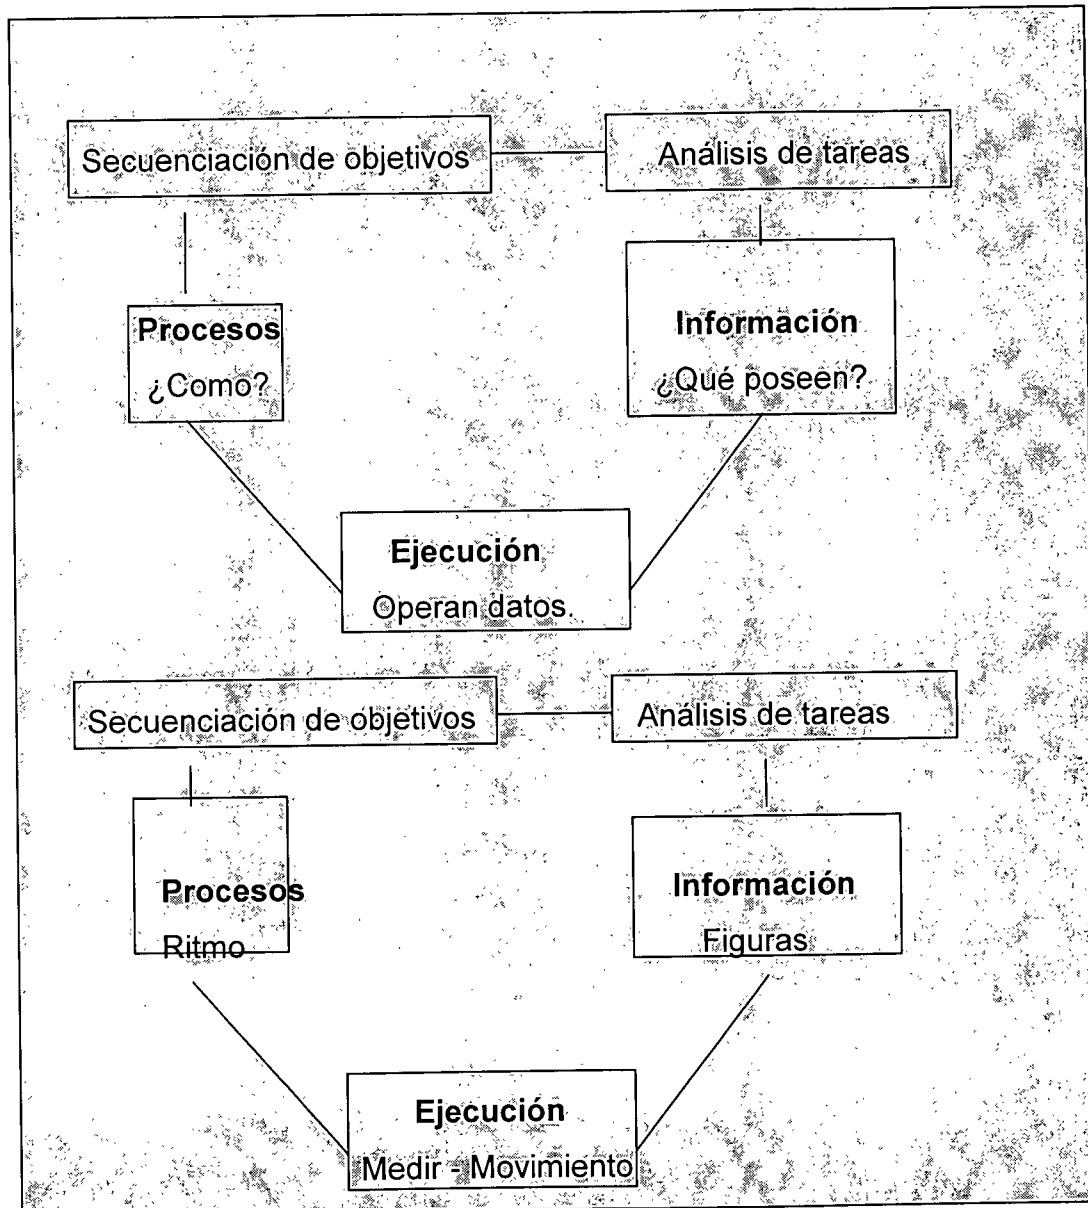 Secuenciación de objetivos
Análisis de tareas
Procesos
¿Como?
Información
¿Qué poseen?
Ejecución
Operan datos.
Secuenciación de objetivos
Análisis de tareas
Procesos
Ritmo
Información
Figuras
Ejecución
Medir - Movimiento